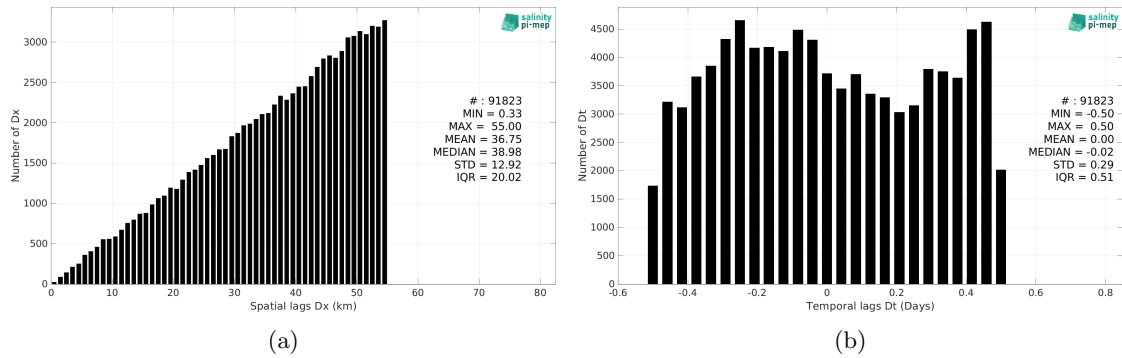 salinity
pi-mep
Number of Dx
3000
2500
2000
1500
1000
500
0
# : 91823
MIN = 0.33
MAX = 55.00
MEAN = 36.75
MEDIAN = 38.98
STD = 12.92
IQR = 20.02
0 10 20 30 40 50 60 70 80
Spatial lags Dx (km)
(a)
salinity
pi-mep
Number of Dt
4500
4000
3500
3000
2500
2000
1500
1000
500
0
# : 91823
MIN = -0.50
MAX = 0.50
MEAN = 0.00
MEDIAN = -0.02
STD = 0.29
IQR = 0.51
-0.6 -0.4 -0.2 0 0.2 0.4 0.6 0.8
Temporal lags Dt (Days)
(b)